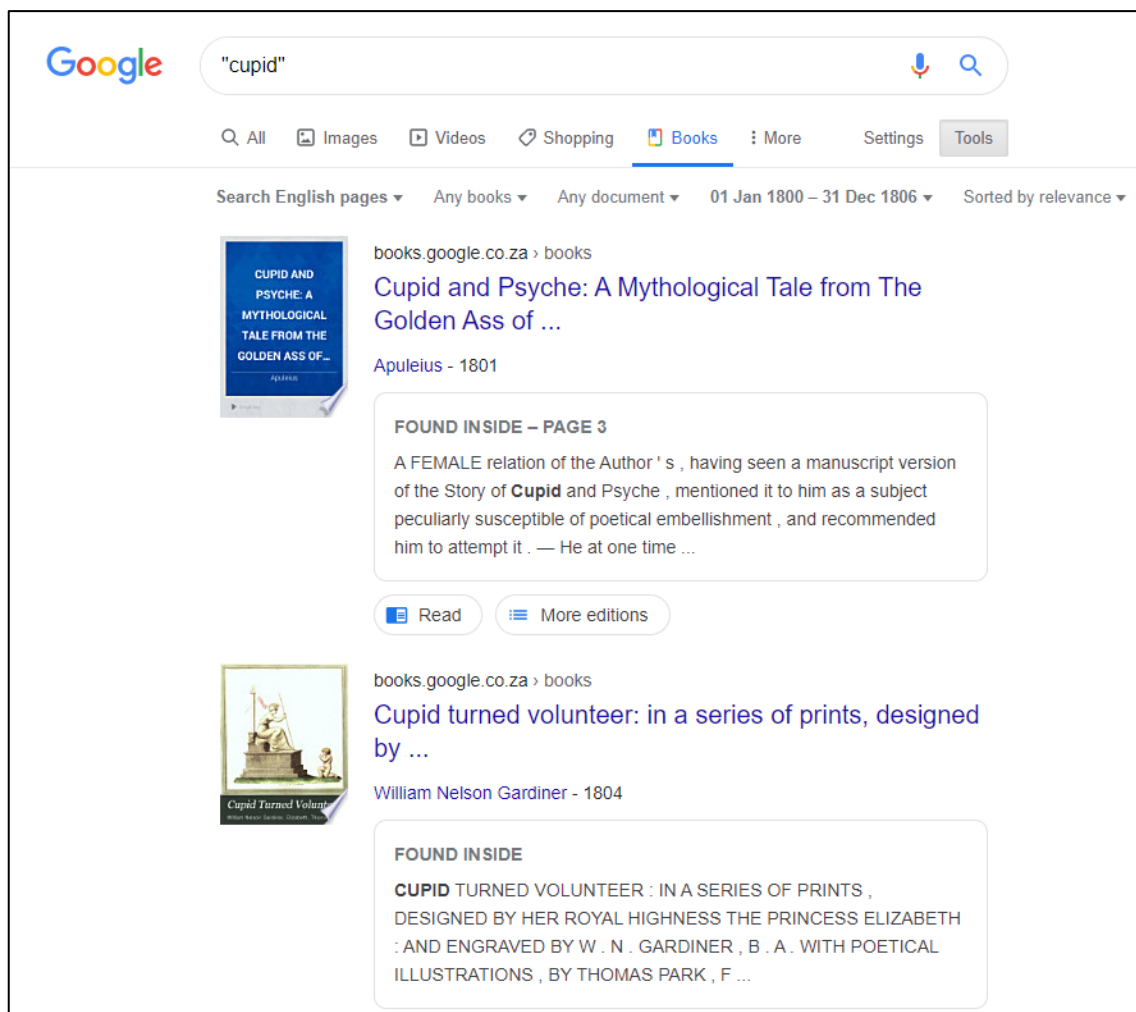 Google
"cupid"
All Images Videos Shopping Books More Settings Tools
Search English pages Any books Any document 01 Jan 1800 – 31 Dec 1806 Sorted by relevance
CUPID AND
PSYCHE: A
MYTHOLOGICAL
TALE FROM THE
GOLDEN ASS OF...
Apuleius
books.google.co.za › books
Cupid and Psyche: A Mythological Tale from The
Golden Ass of ...
Apuleius - 1801
FOUND INSIDE – PAGE 3
A FEMALE relation of the Author ' s , having seen a manuscript version
of the Story of Cupid and Psyche , mentioned it to him as a subject
peculiarly susceptible of poetical embellishment , and recommended
him to attempt it . — He at one time ...
Read More editions
Cupid Turned Volunt
William Nelson Gardiner, Elizabeth,
books.google.co.za › books
Cupid turned volunteer: in a series of prints, designed
by ...
William Nelson Gardiner - 1804
FOUND INSIDE
CUPID TURNED VOLUNTEER : IN A SERIES OF PRINTS ,
DESIGNED BY HER ROYAL HIGHNESS THE PRINCESS ELIZABETH
: AND ENGRAVED BY W . N . GARDINER , B . A . WITH POETICAL
ILLUSTRATIONS , BY THOMAS PARK , F ...